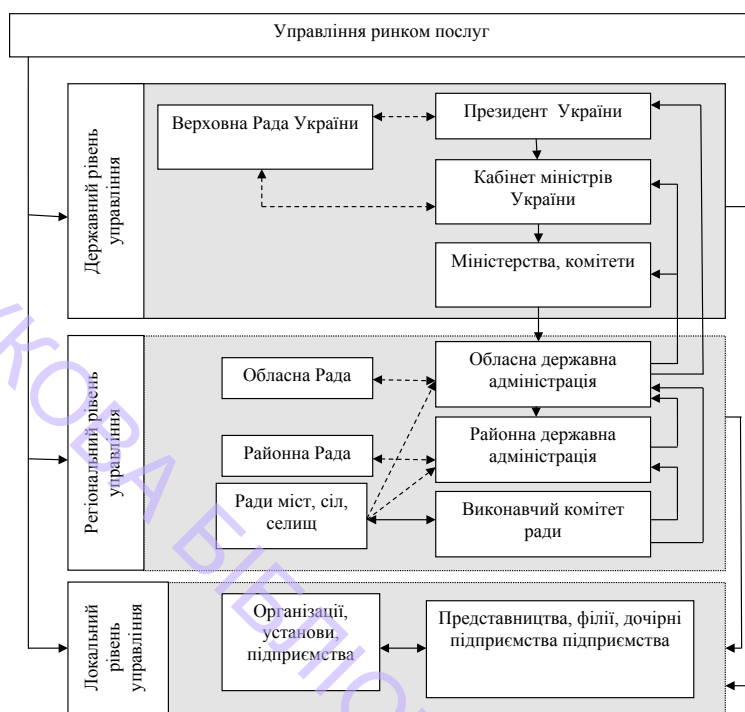 Управління ринком послуг
Державний рівень
управління
Верховна Рада України
Президент України
Кабінет міністрів
України
Міністерства, комітети
Регіональний рівень
управління
Обласна Рада
Обласна державна
адміністрація
Районна Рада
Районна державна
адміністрація
Ради міст, сіл,
селищ
Виконавчий комітет
ради
Локальний
рівень
управління
Організації,
установи,
підприємства
Представництва, філії, дочірні
підприємства підприємства